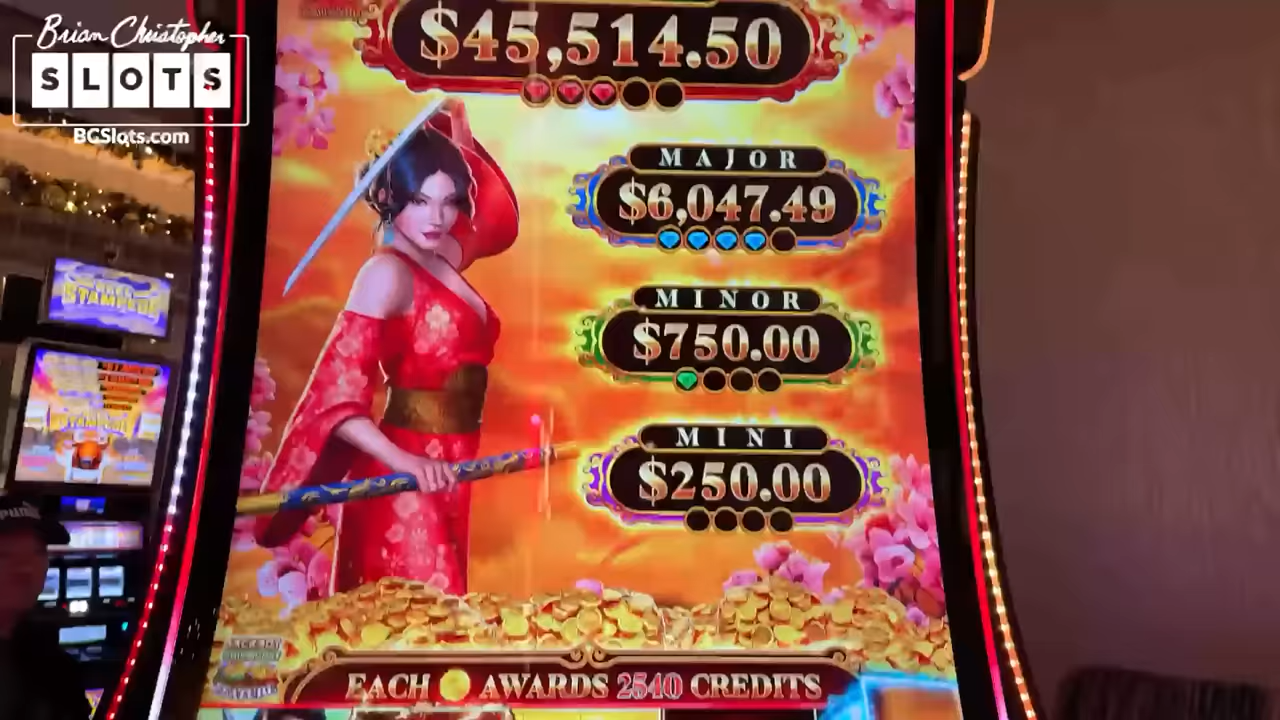 Brian Christopher
SLOTS
BCSlots.com
$45,514.50
MAJOR
$6,047.49
MINOR
$750.00
MINI
$250.00
EACH AWARDS 2540 CREDITS
STAMPEDE